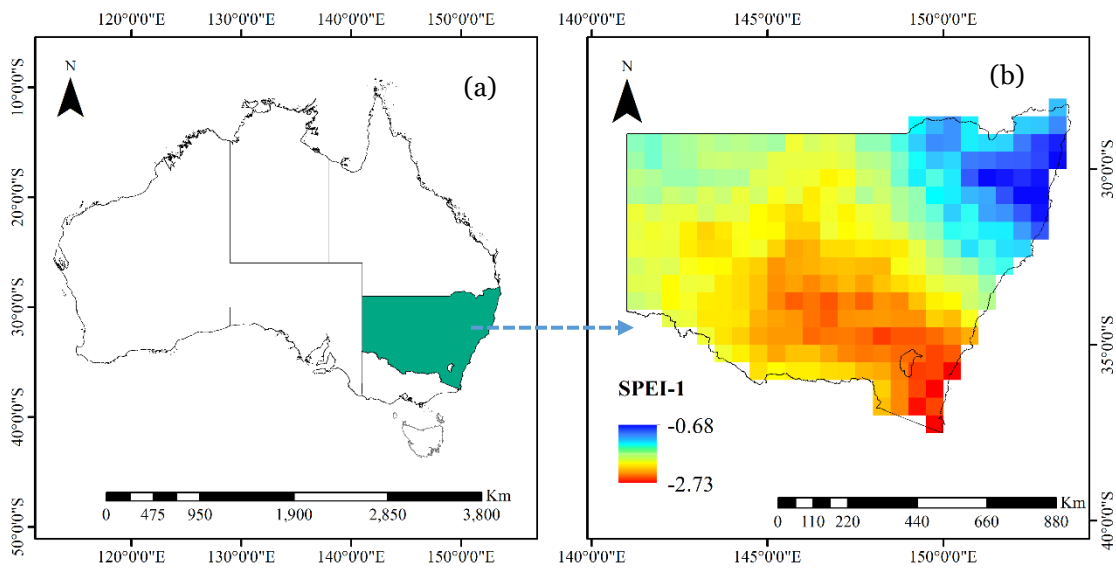 120°0'0"E 130°0'0"E 140°0'0"E 150°0'0"E
N
(a)
10°0'0"S
20°0'0"S
30°0'0"S
40°0'0"S
50°0'0"S
Km
0 475 950 1,900 2,850 3,800
120°0'0"E 130°0'0"E 140°0'0"E 150°0'0"E
140°0'0"E 145°0'0"E 150°0'0"E
N
(b)
30°0'0"S
35°0'0"S
40°0'0"S
SPEI-1
-0.68
-2.73
Km
0 110 220 440 660 880
140°0'0"E 145°0'0"E 150°0'0"E